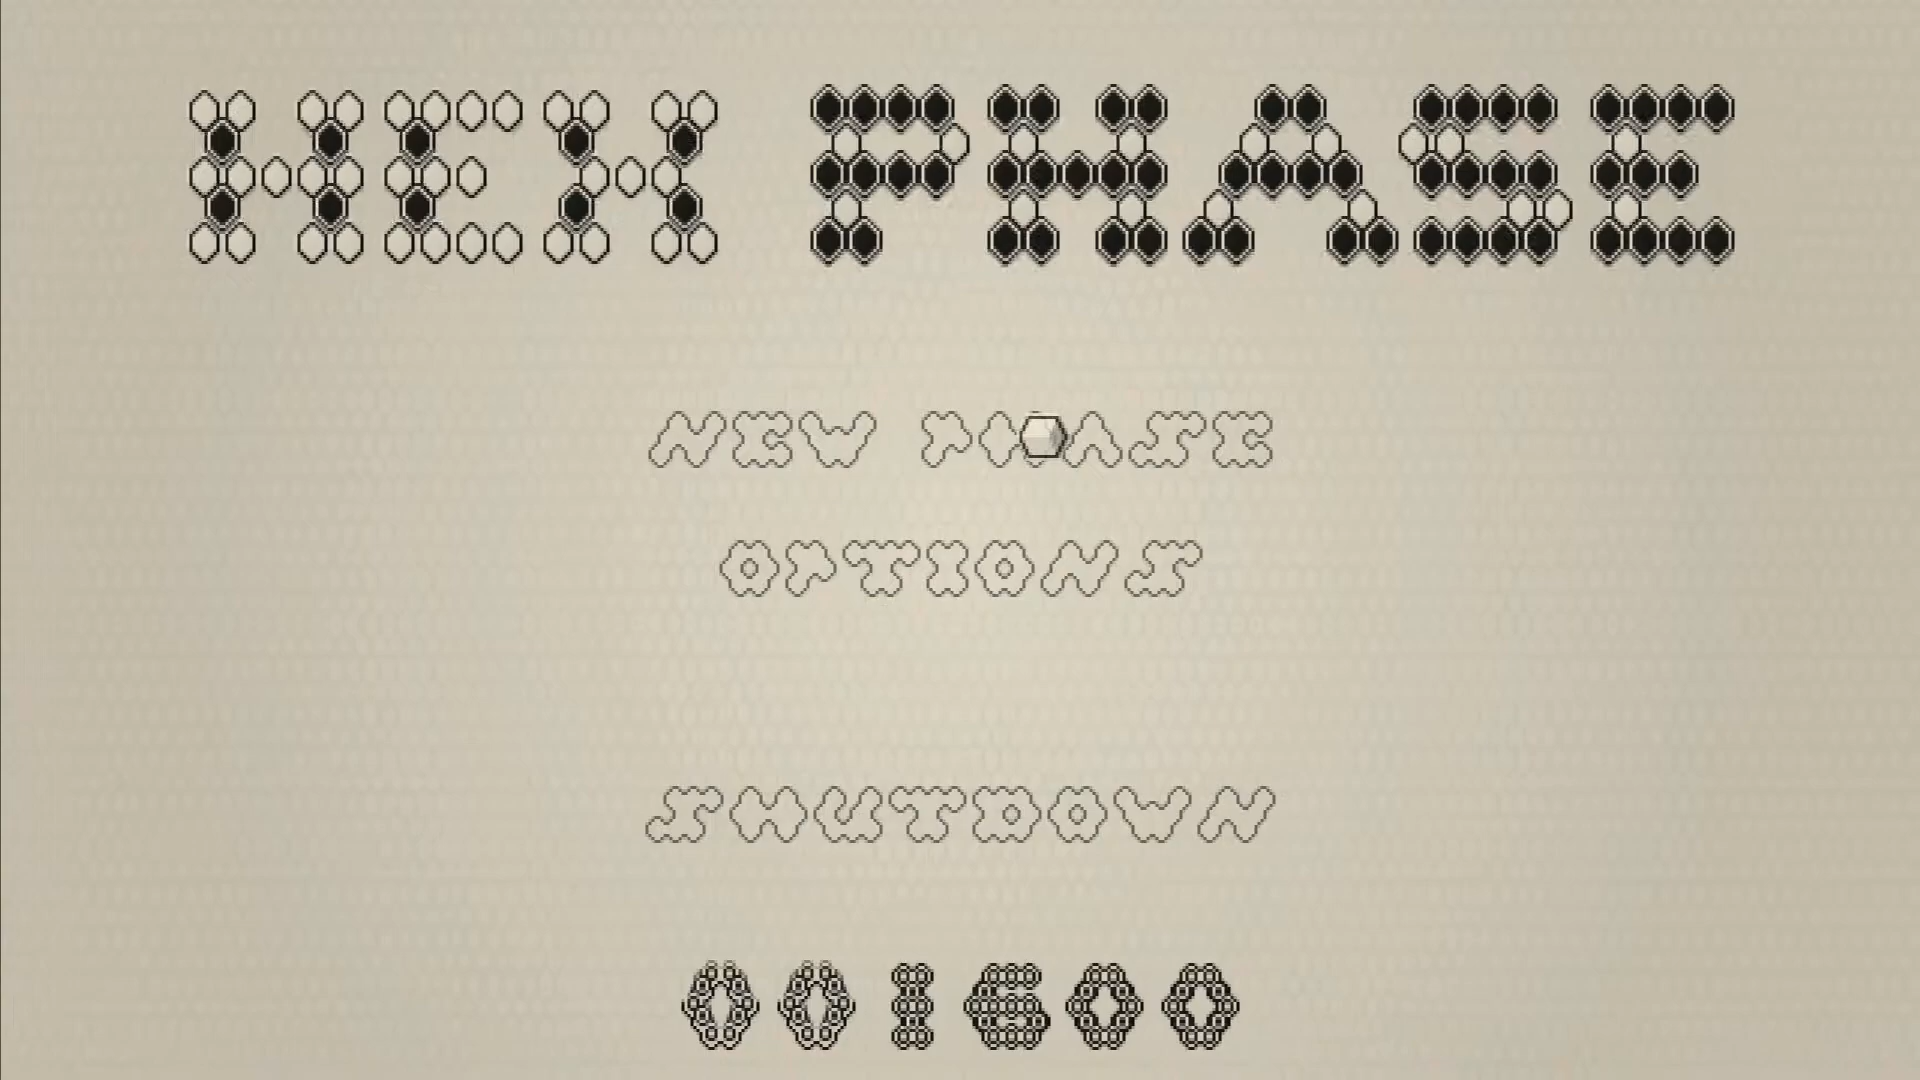 HEX PHASE
NEW PHASE
OPTIONS
SHUTDOWN
001600